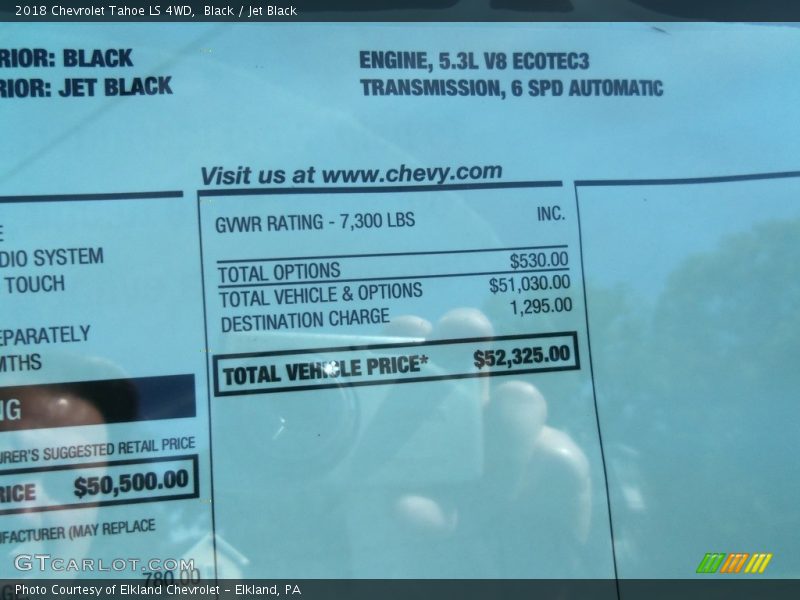 2018 Chevrolet Tahoe LS 4WD, Black / Jet Black
RIOR: BLACK
RIOR: JET BLACK
ENGINE, 5.3L V8 ECOTEC3
TRANSMISSION, 6 SPD AUTOMATIC
Visit us at www.chevy.com
E
DIO SYSTEM
TOUCH
EPARATELY
MTHS
NG
URER'S SUGGESTED RETAIL PRICE
RICE $50,500.00
UFACTURER (MAY REPLACE
780.00
GVWR RATING - 7,300 LBS INC.
TOTAL OPTIONS $530.00
TOTAL VEHICLE & OPTIONS $51,030.00
DESTINATION CHARGE 1,295.00
TOTAL VEHICLE PRICE* $52,325.00
GTCARLOT.COM
Photo Courtesy of Elkland Chevrolet - Elkland, PA